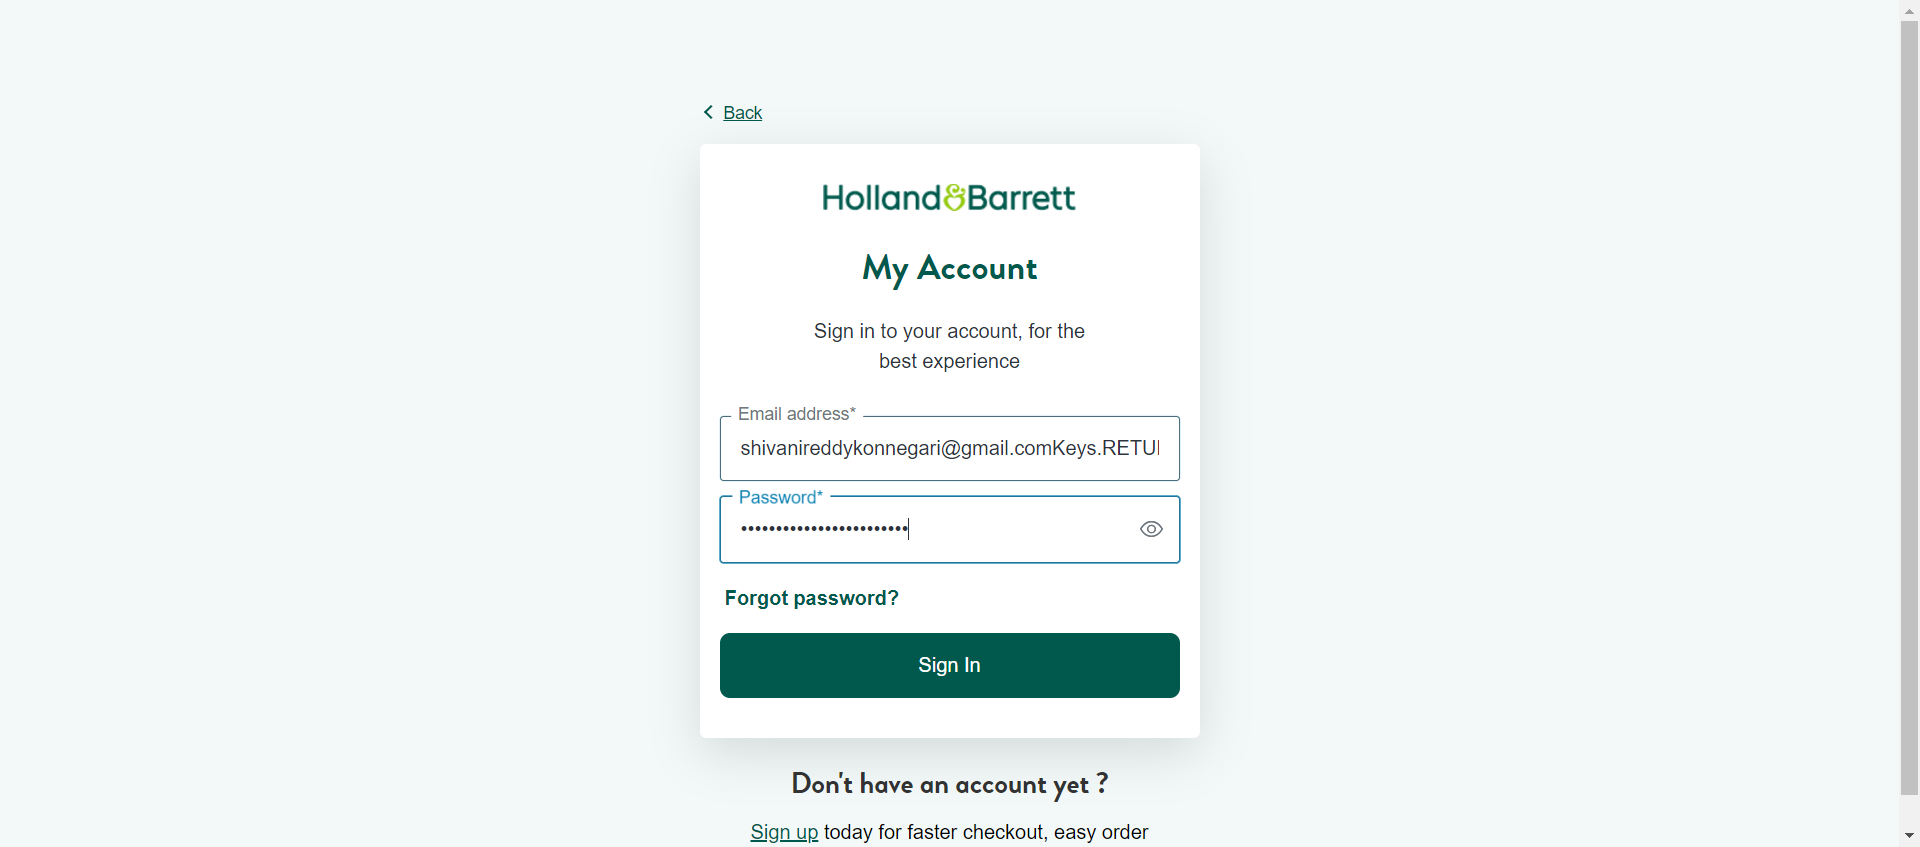 Back
Holland&Barrett
My Account
Sign in to your account, for the
best experience
Email address*
shivanireddykonnegari@gmail.comKeys.RETU
Password*
••••••••••••••••••••••••
Forgot password?
Sign In
Don't have an account yet ?
Sign up today for faster checkout, easy order